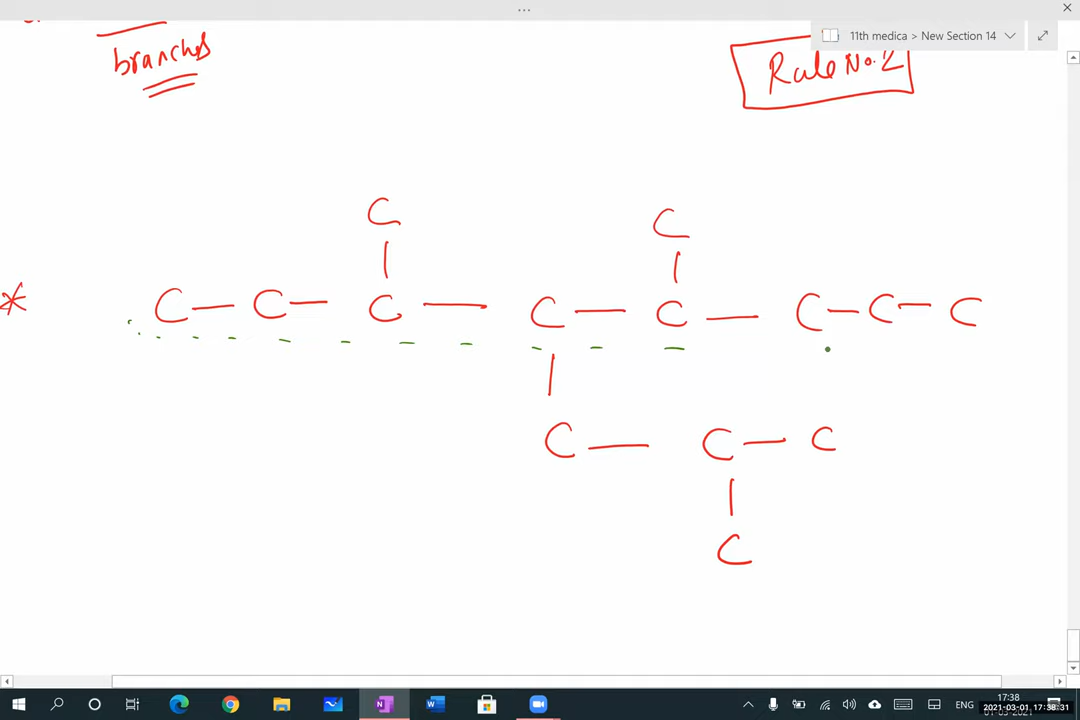 11th medica > New Section 14
branches
Rule No. 2
C C
* C — C — C — C — C — C — C — C
C — C — C
C
17:38
ENG
2021-03-01 17:38:31